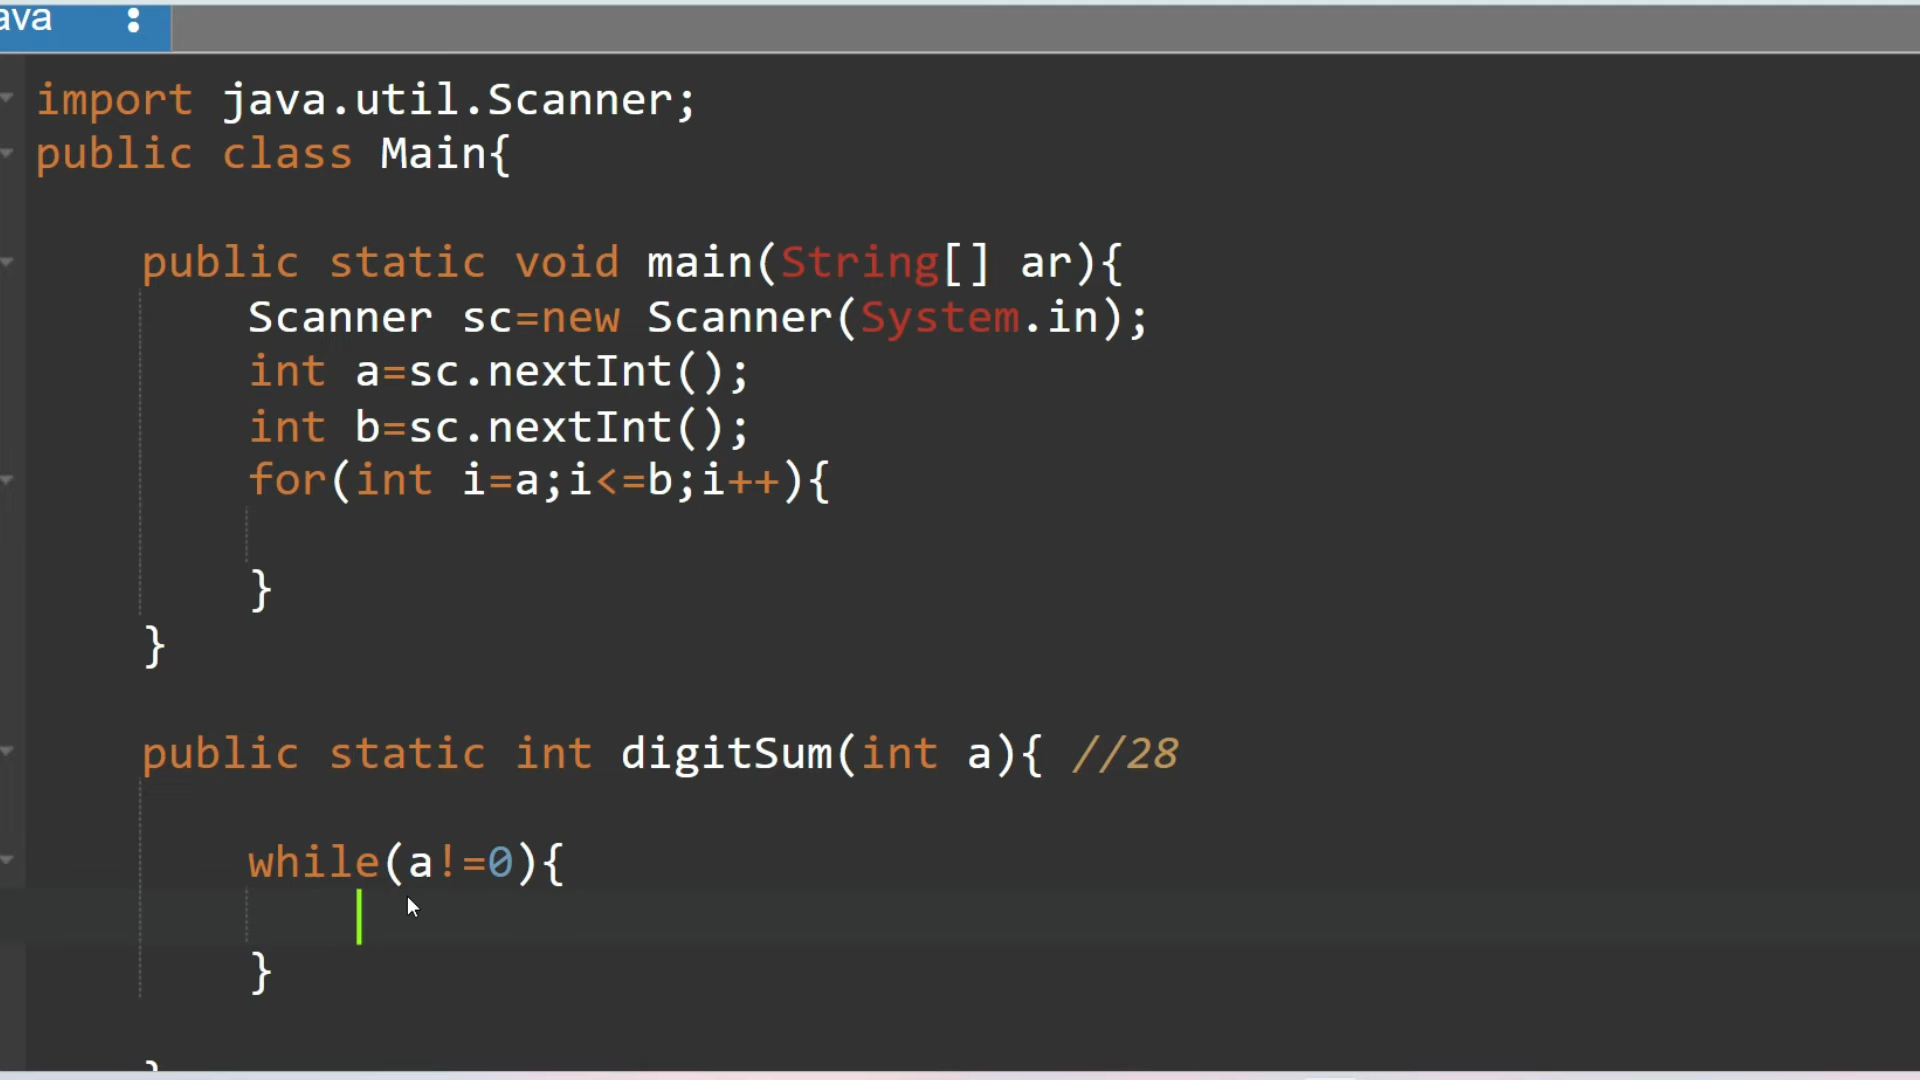 ava
import java.util.Scanner;
public class Main{
public static void main(String[] ar){
Scanner sc=new Scanner(System.in);
int a=sc.nextInt();
int b=sc.nextInt();
for(int i=a;i<=b;i++){
}
}
public static int digitSum(int a){ //28
while(a!=0){
}
}